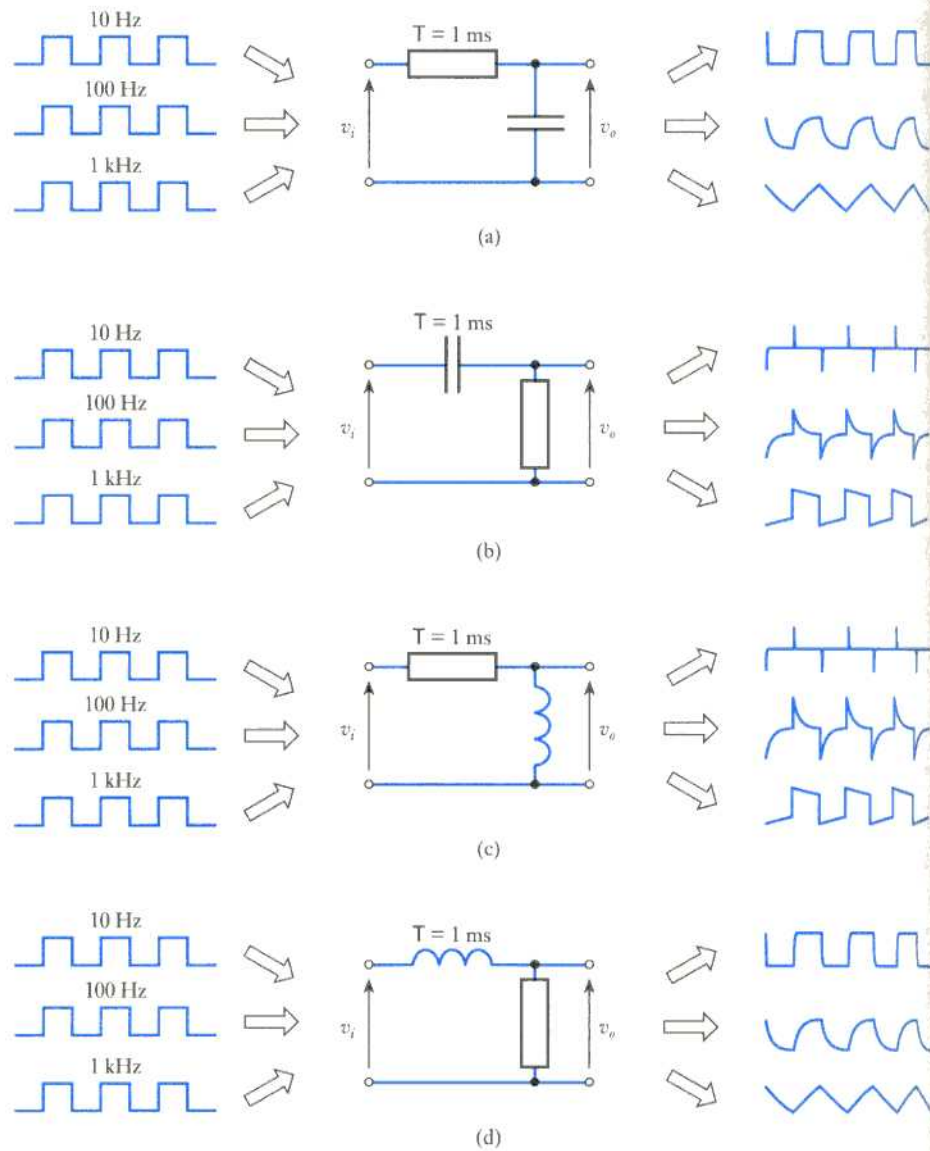 10 Hz
T = 1 ms
100 Hz
v_i
v_o
1 kHz
(a)
10 Hz
T = 1 ms
100 Hz
v_i
v_o
1 kHz
(b)
10 Hz
T = 1 ms
100 Hz
v_i
v_o
1 kHz
(c)
10 Hz
T = 1 ms
100 Hz
v_i
v_o
1 kHz
(d)